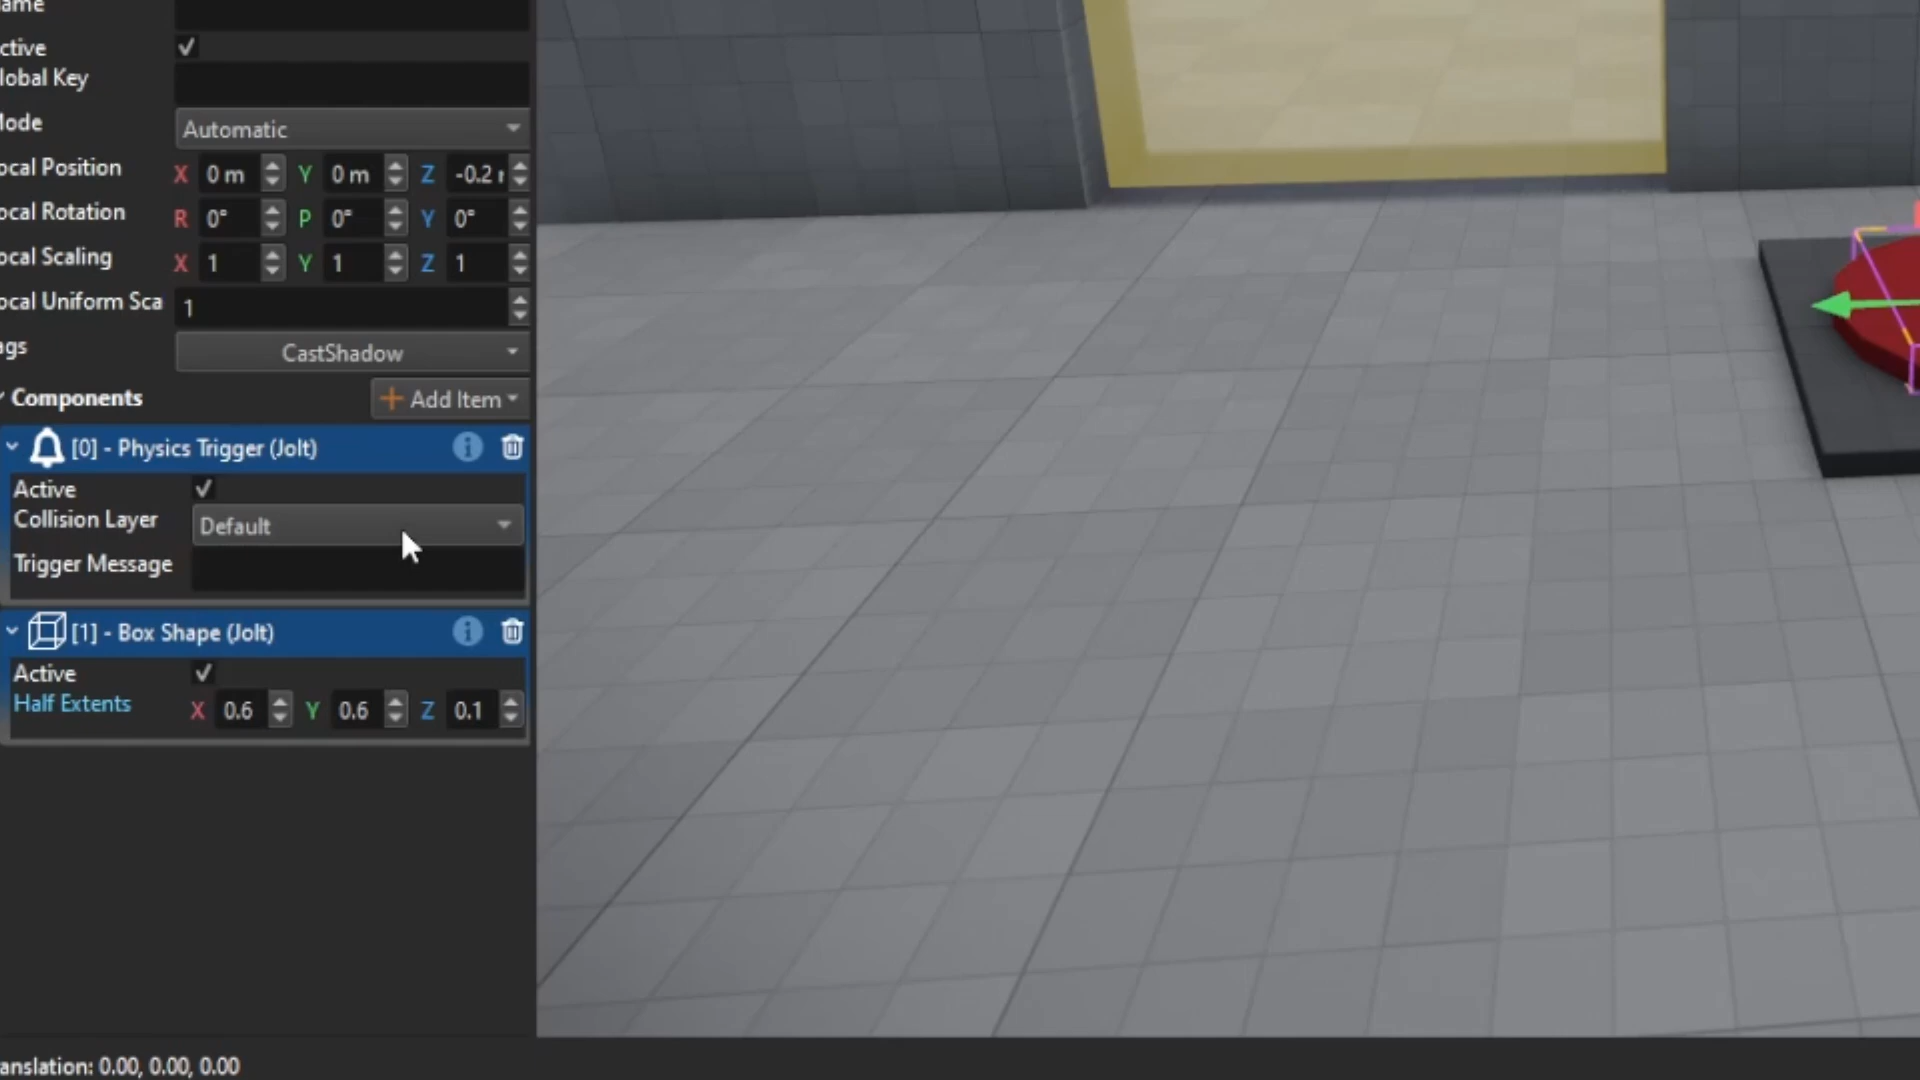 ame
ctive
lobal Key
Mode Automatic
ocal Position X 0 m Y 0 m Z -0.2
ocal Rotation R 0° P 0° Y 0°
ocal Scaling X 1 Y 1 Z 1
ocal Uniform Sca 1
ags CastShadow
Components Add Item
[0] - Physics Trigger (Jolt)
Active
Collision Layer Default
Trigger Message
[1] - Box Shape (Jolt)
Active
Half Extents X 0.6 Y 0.6 Z 0.1
anslation: 0.00, 0.00, 0.00